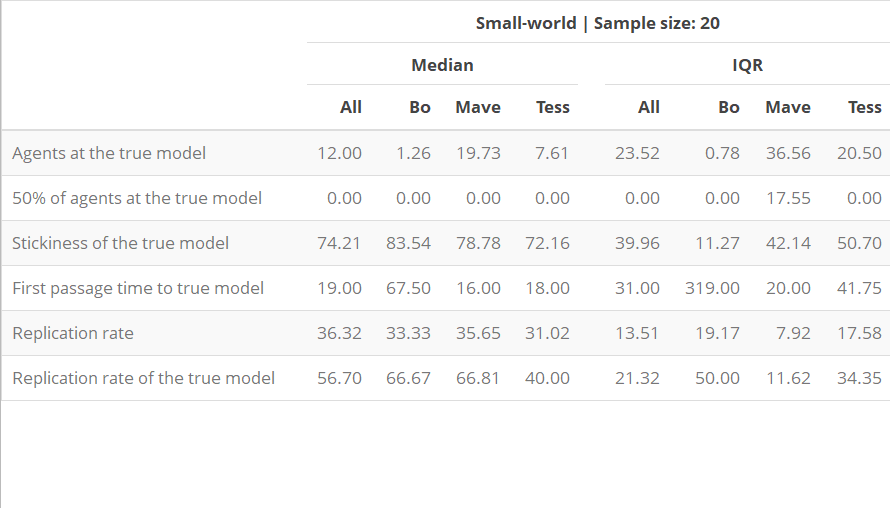 Small-world | Sample size: 20
Median IQR
All Bo Mave Tess All Bo Mave Tess
Agents at the true model 12.00 1.26 19.73 7.61 23.52 0.78 36.56 20.50
50% of agents at the true model 0.00 0.00 0.00 0.00 0.00 0.00 17.55 0.00
Stickiness of the true model 74.21 83.54 78.78 72.16 39.96 11.27 42.14 50.70
First passage time to true model 19.00 67.50 16.00 18.00 31.00 319.00 20.00 41.75
Replication rate 36.32 33.33 35.65 31.02 13.51 19.17 7.92 17.58
Replication rate of the true model 56.70 66.67 66.81 40.00 21.32 50.00 11.62 34.35